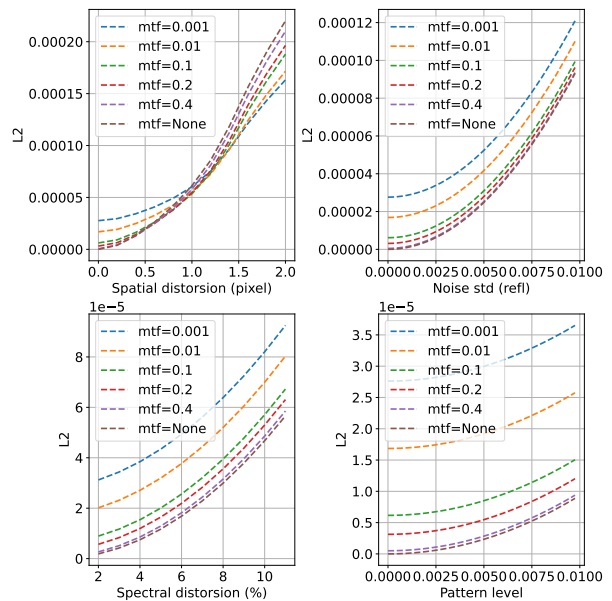 mtf=0.001
mtf=0.01
mtf=0.1
mtf=0.2
mtf=0.4
mtf=None
0.00020
0.00015
0.00010
0.00005
0.00000
L2
0.0 0.5 1.0 1.5 2.0
Spatial distorsion (pixel)
mtf=0.001
mtf=0.01
mtf=0.1
mtf=0.2
mtf=0.4
mtf=None
0.00012
0.00010
0.00008
0.00006
0.00004
0.00002
0.00000
L2
0.0000 0.0025 0.0050 0.0075 0.0100
Noise std (refl)
1e−5
mtf=0.001
mtf=0.01
mtf=0.1
mtf=0.2
mtf=0.4
mtf=None
8
6
4
2
0
L2
2 4 6 8 10
Spectral distorsion (%)
1e−5
mtf=0.001
mtf=0.01
mtf=0.1
mtf=0.2
mtf=0.4
mtf=None
3.5
3.0
2.5
2.0
1.5
1.0
0.5
0.0
L2
0.0000 0.0025 0.0050 0.0075 0.0100
Pattern level